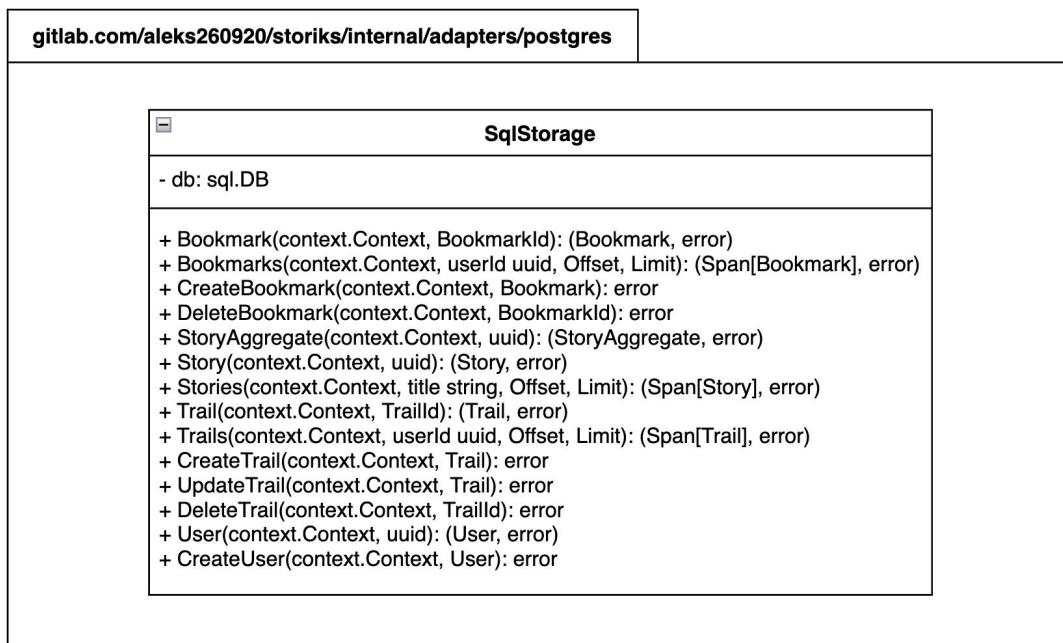 gitlab.com/aleks260920/storiks/internal/adapters/postgres
SqlStorage
- db: sql.DB
+ Bookmark(context.Context, BookmarkId): (Bookmark, error)
+ Bookmarks(context.Context, userId uuid, Offset, Limit): (Span[Bookmark], error)
+ CreateBookmark(context.Context, Bookmark): error
+ DeleteBookmark(context.Context, BookmarkId): error
+ StoryAggregate(context.Context, uuid): (StoryAggregate, error)
+ Story(context.Context, uuid): (Story, error)
+ Stories(context.Context, title string, Offset, Limit): (Span[Story], error)
+ Trail(context.Context, TrailId): (Trail, error)
+ Trails(context.Context, userId uuid, Offset, Limit): (Span[Trail], error)
+ CreateTrail(context.Context, Trail): error
+ UpdateTrail(context.Context, Trail): error
+ DeleteTrail(context.Context, TrailId): error
+ User(context.Context, uuid): (User, error)
+ CreateUser(context.Context, User): error